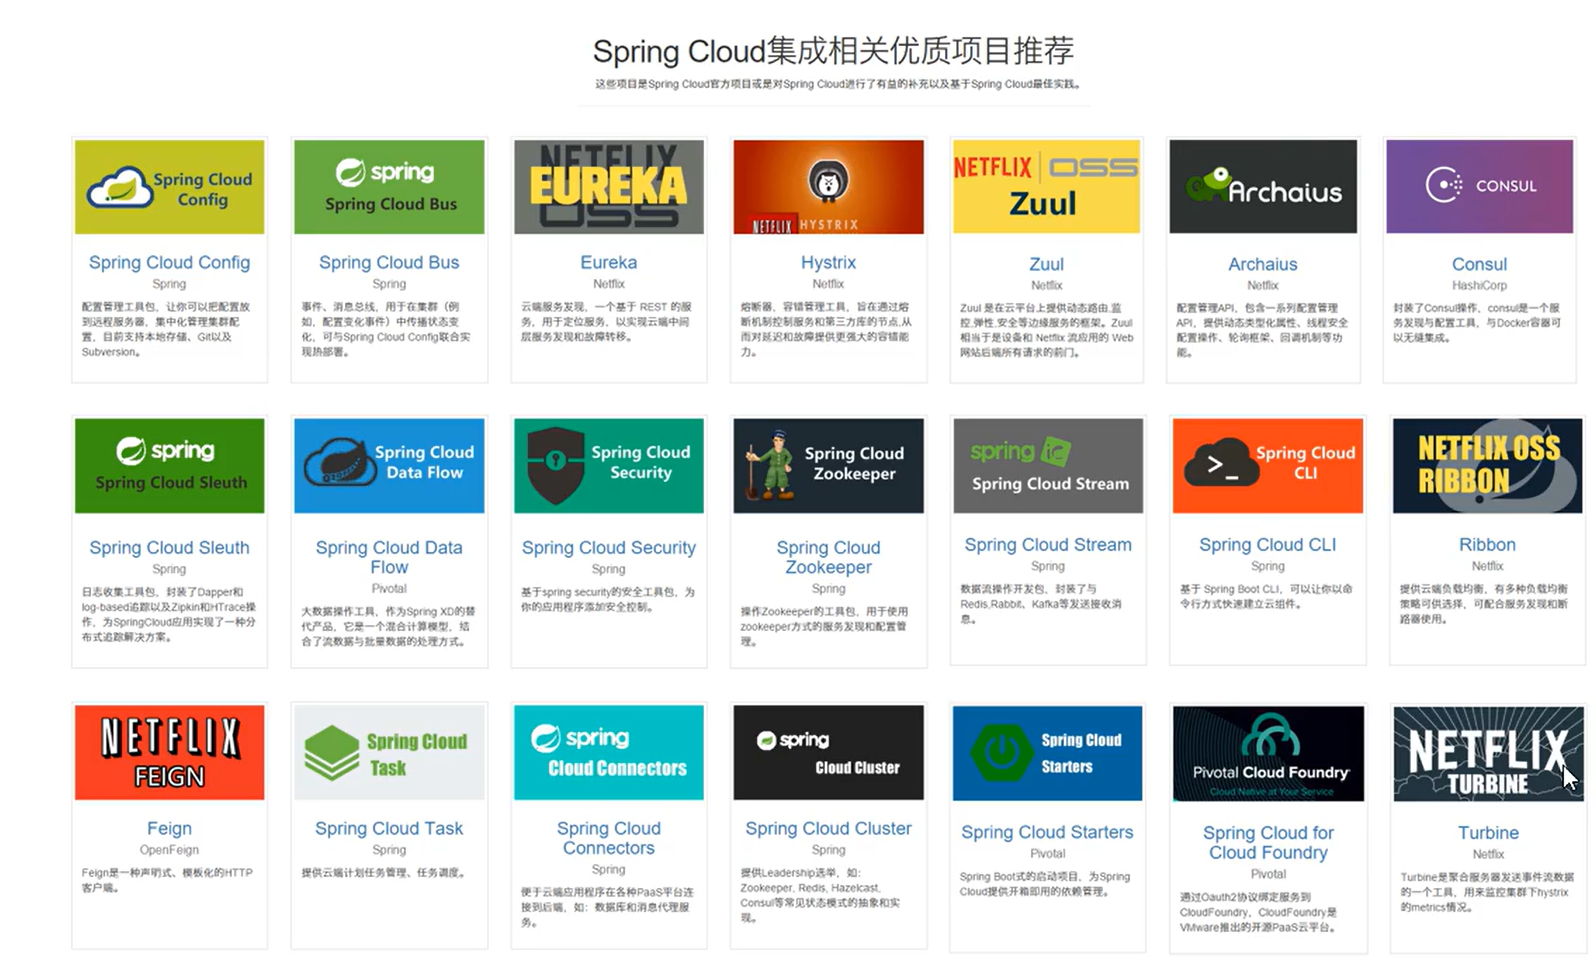 Spring Cloud集成相关优质项目推荐
这些项目是Spring Cloud官方项目或是对Spring Cloud进行了有益的补充以及基于Spring Cloud最佳实践。
Spring Cloud
Config
Spring Cloud Config
Spring
配置管理工具包，让你可以把配置放
到远程服务器，集中化管理集群配
置，目前支持本地存储、Git以及
Subversion。
spring
Spring Cloud Bus
Spring Cloud Bus
Spring
事件、消息总线，用于在集群（例
如，配置变化事件）中传播状态变
化，可与Spring Cloud Config联合实
现热部署。
NETFLIX
EUREKA
OSS
Eureka
Netflix
云端服务发现，一个基于 REST 的服
务，用于定位服务，以实现云端中间
层服务发现和故障转移。
NETFLIX HYSTRIX
Hystrix
Netflix
熔断器，容错管理工具，旨在通过熔
断机制控制服务和第三方库的节点,从
而对延迟和故障提供更强大的容错能
力。
NETFLIX OSS
Zuul
Zuul
Netflix
Zuul 是在云平台上提供动态路由,监
控,弹性,安全等边缘服务的框架。Zuul
相当于是设备和 Netflix 流应用的 Web
网站后端所有请求的前门。
Archaius
Archaius
Netflix
配置管理API，包含一系列配置管理
API，提供动态类型化属性、线程安全
配置操作、轮询框架、回调机制等功
能。
CONSUL
Consul
HashiCorp
封装了Consul操作，consul是一个服
务发现与配置工具，与Docker容器可
以无缝集成。
spring
Spring Cloud Sleuth
Spring Cloud Sleuth
Spring
日志收集工具包，封装了Dapper和
log-based追踪以及Zipkin和HTrace操
作，为SpringCloud应用实现了一种分
布式追踪解决方案。
Spring Cloud
Data Flow
Spring Cloud Data
Flow
Pivotal
大数据操作工具，作为Spring XD的替
代产品，它是一个混合计算模型，结
合了流数据与批量数据的处理方式。
Spring Cloud
Security
Spring Cloud Security
Spring
基于spring security的安全工具包，为
你的应用程序添加安全控制。
Spring Cloud
Zookeeper
Spring Cloud
Zookeeper
Spring
操作Zookeeper的工具包，用于使用
zookeeper方式的服务发现和配置管
理。
spring
Spring Cloud Stream
Spring Cloud Stream
Spring
数据流操作开发包，封装了与
Redis,Rabbit、Kafka等发送接收消
息。
>_ Spring Cloud
CLI
Spring Cloud CLI
Spring
基于 Spring Boot CLI，可以让你以命
令行方式快速建立云组件。
NETFLIX OSS
RIBBON
Ribbon
Netflix
提供云端负载均衡，有多种负载均衡
策略可供选择，可配合服务发现和断
路器使用。
NETFLIX
FEIGN
Feign
OpenFeign
Feign是一种声明式、模板化的HTTP
客户端。
Spring Cloud
Task
Spring Cloud Task
Spring
提供云端计划任务管理、任务调度。
spring
Cloud Connectors
Spring Cloud
Connectors
Spring
便于云端应用程序在各种PaaS平台连
接到后端，如：数据库和消息代理服
务。
spring
Cloud Cluster
Spring Cloud Cluster
Spring
提供Leadership选举，如：
Zookeeper, Redis, Hazelcast,
Consul等常见状态模式的抽象和实
现。
Spring Cloud
Starters
Spring Cloud Starters
Pivotal
Spring Boot式的启动项目，为Spring
Cloud提供开箱即用的依赖管理。
Pivotal Cloud Foundry
Cloud Native at Your Service
Spring Cloud for
Cloud Foundry
Pivotal
通过Oauth2协议绑定服务到
CloudFoundry，CloudFoundry是
VMware推出的开源PaaS云平台。
NETFLIX
TURBINE
Turbine
Netflix
Turbine是聚合服务器发送事件流数据
的一个工具，用来监控集群下hystrix
的metrics情况。